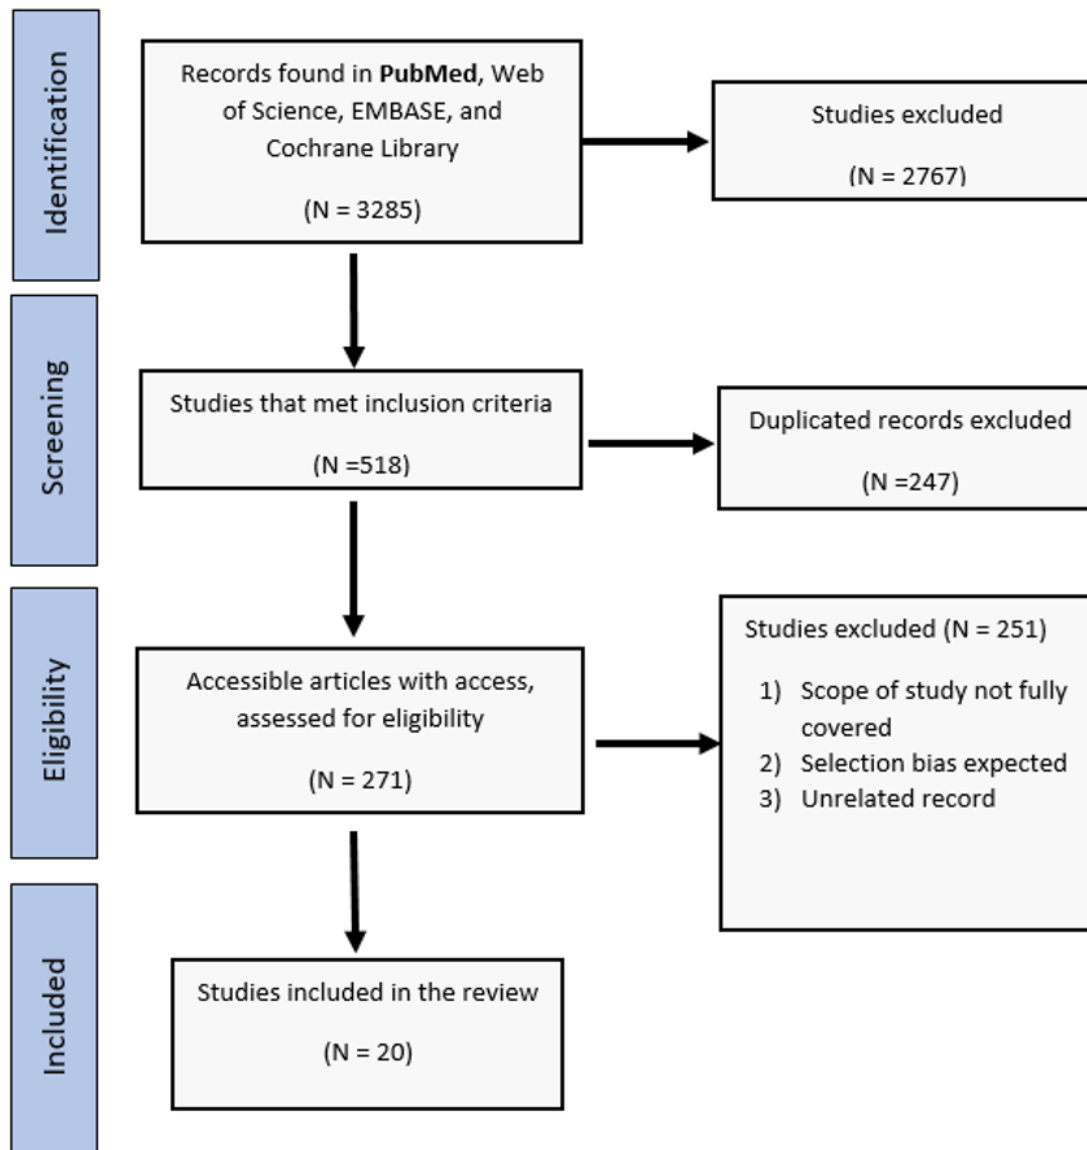 Identification
Records found in PubMed, Web
of Science, EMBASE, and
Cochrane Library
(N = 3285)
Studies excluded
(N = 2767)
Screening
Studies that met inclusion criteria
(N =518)
Duplicated records excluded
(N =247)
Eligibility
Accessible articles with access,
assessed for eligibility
(N = 271)
Studies excluded (N = 251)
1) Scope of study not fully
covered
2) Selection bias expected
3) Unrelated record
Included
Studies included in the review
(N = 20)